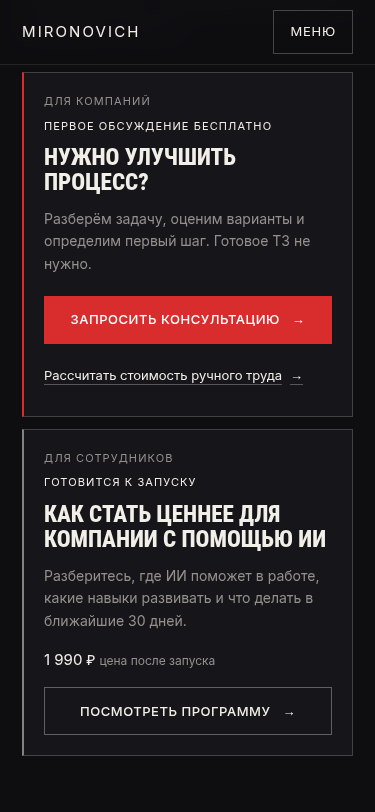 MIRONOVICH
МЕНЮ
ДЛЯ КОМПАНИЙ
ПЕРВОЕ ОБСУЖДЕНИЕ БЕСПЛАТНО
НУЖНО УЛУЧШИТЬ
ПРОЦЕСС?
Разберём задачу, оценим варианты и
определим первый шаг. Готовое ТЗ не
нужно.
ЗАПРОСИТЬ КОНСУЛЬТАЦИЮ →
Рассчитать стоимость ручного труда →
ДЛЯ СОТРУДНИКОВ
ГОТОВИТСЯ К ЗАПУСКУ
КАК СТАТЬ ЦЕННЕЕ ДЛЯ
КОМПАНИИ С ПОМОЩЬЮ ИИ
Разберитесь, где ИИ поможет в работе,
какие навыки развивать и что делать в
ближайшие 30 дней.
1 990 ₽ цена после запуска
ПОСМОТРЕТЬ ПРОГРАММУ →